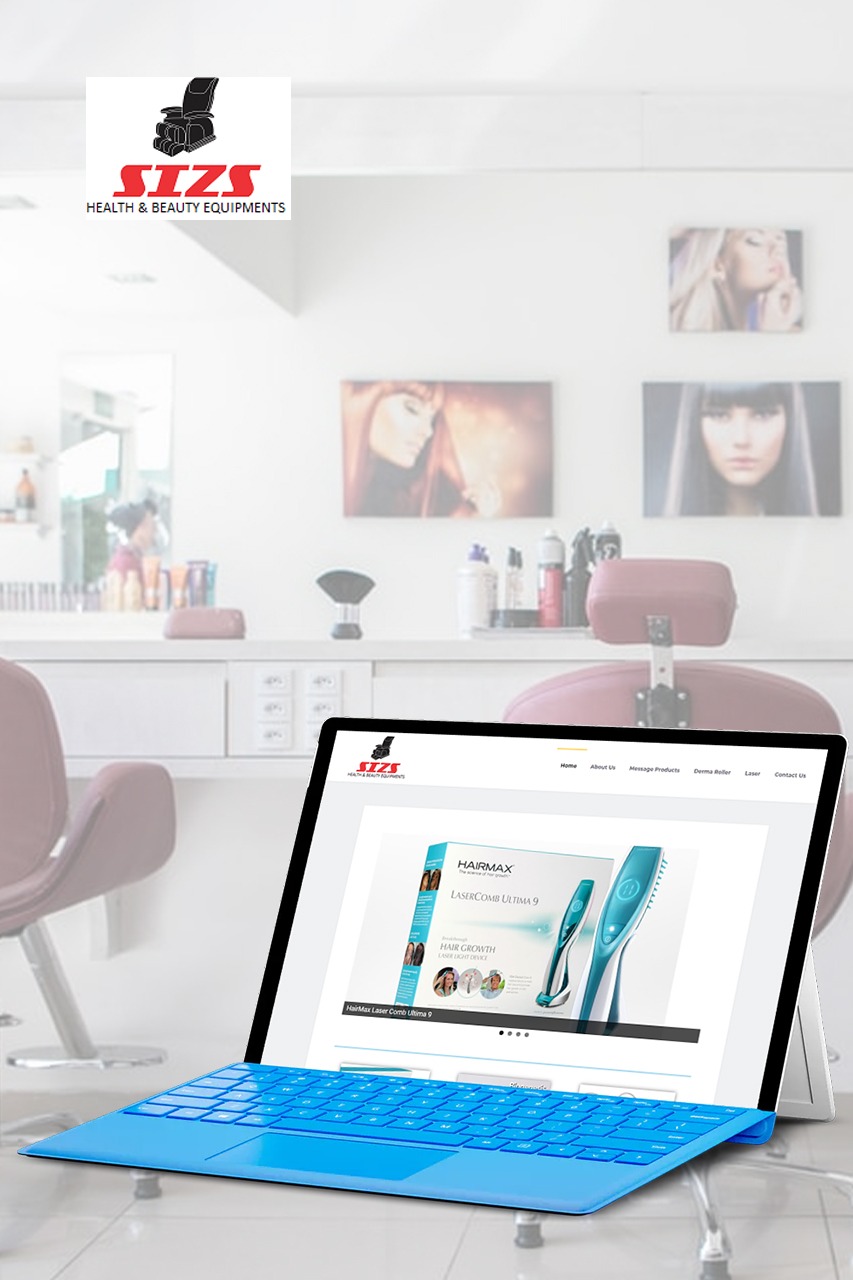 SIZS
HEALTH & BEAUTY EQUIPMENTS
SIZS
HEALTH & BEAUTY EQUIPMENTS
Home About Us Message Products Derma Roller Laser Contact Us
HAIRMAX
The science of hair growth
LASERCOMB ULTIMA 9
Breakthrough
HAIR GROWTH
LASER LIGHT DEVICE
HairMax Laser Comb Ultima 9